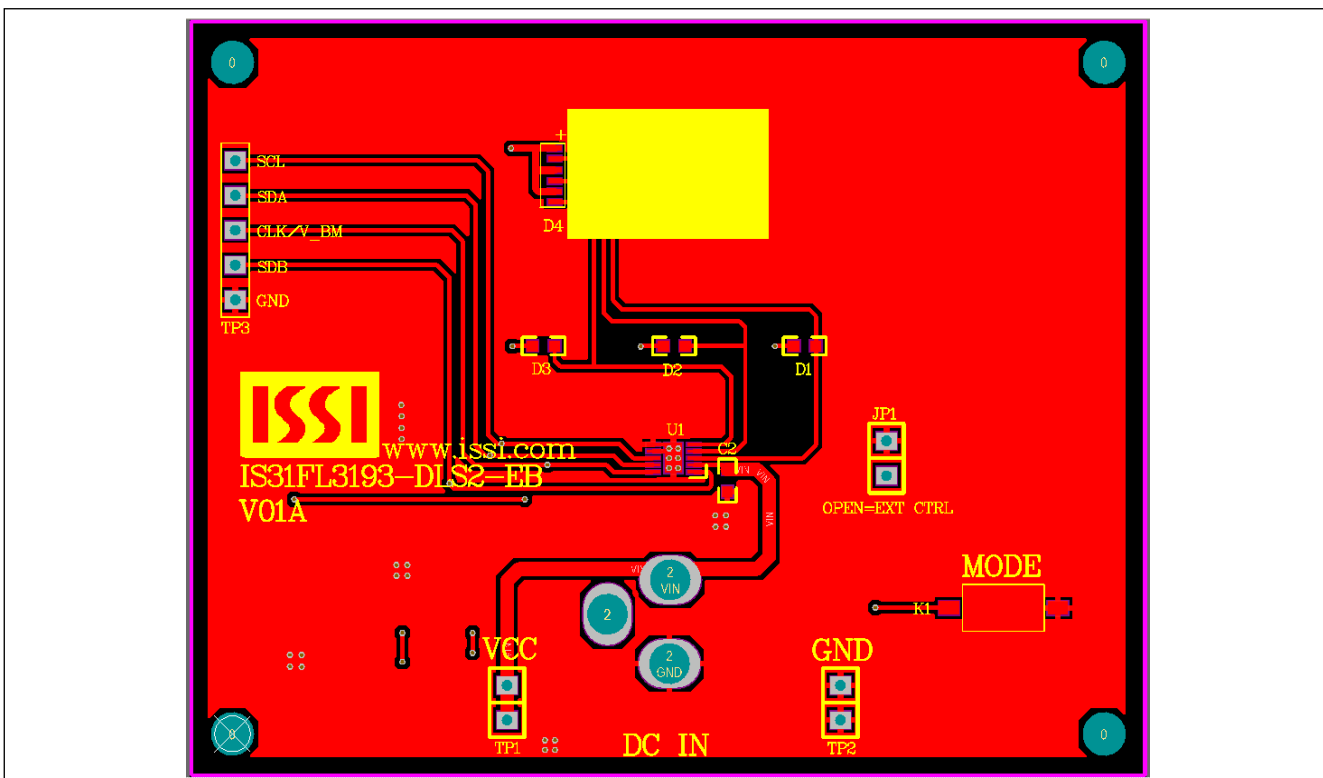 0
0
+
SCL
SDA
D4
CLK/V_BM
SDB
GND
TP3
D3
D2
D1
ISSI
JP1
U1
www.issi.com
C2
IS31FL3193-DLS2-EB
VIN
VIN
V01A
OPEN=EXT CTRL
VIN
MODE
2
VIN
K1
2
VCC
GND
2
GND
0
0
TP1
DC IN
TP2